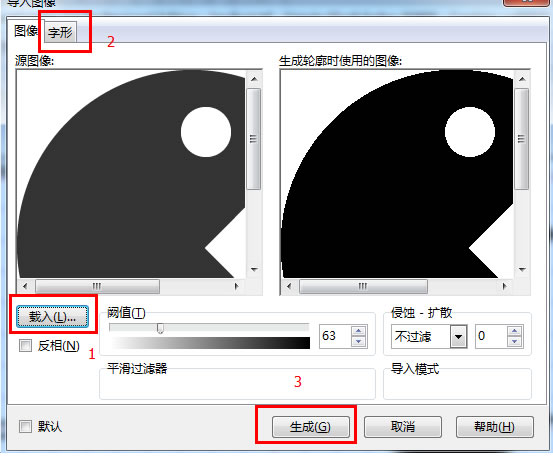 导入图像
图像 字形
2
源图像: 生成轮廓时使用的图像:
载入(L)...
阈值(T)
侵蚀 - 扩散
63
不过滤 0
反相(N)
1
平滑过滤器
导入模式
3
默认
生成(G) 取消 帮助(H)